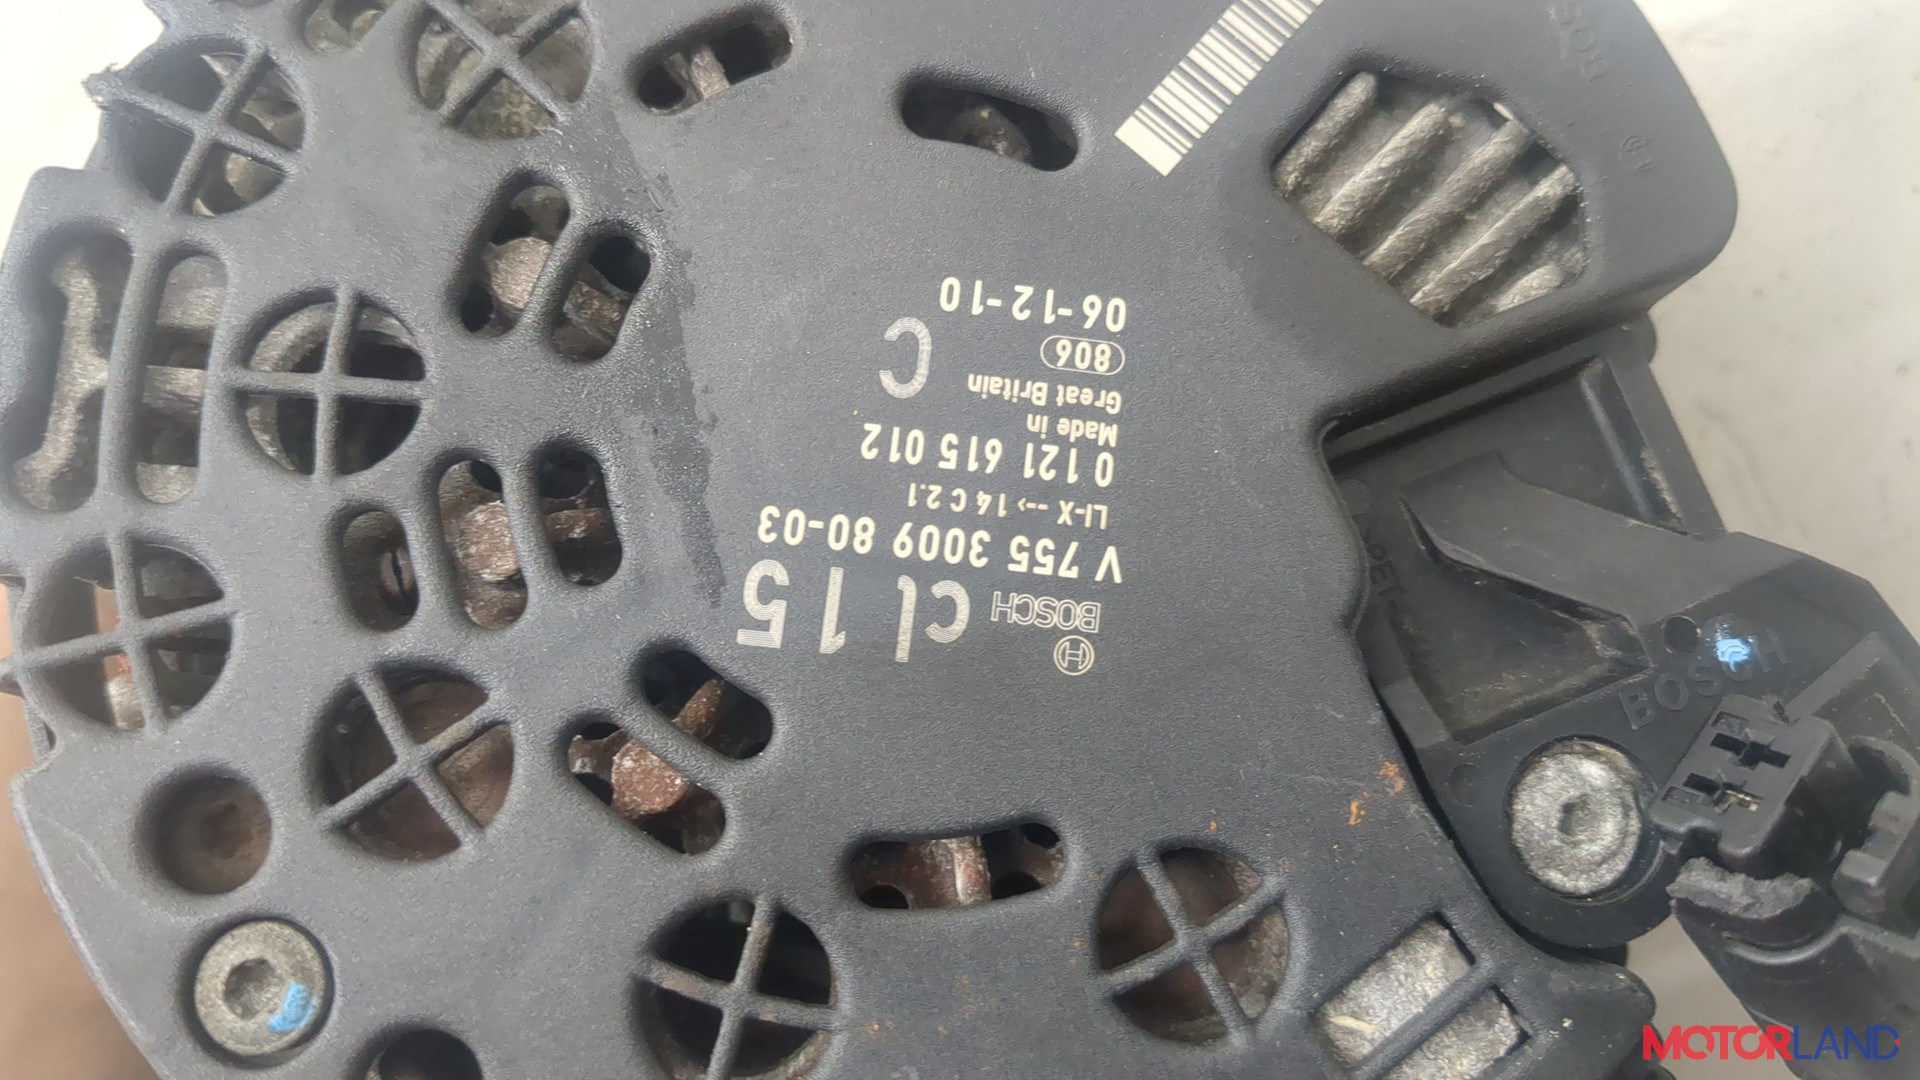 BOSCH cl 15
V 755 3009 80-03
LI-X --> 14 C 2.1
0 121 615 012
Made in
Great Britain C
806
06-12-10
BOSCH
MOTORLAND